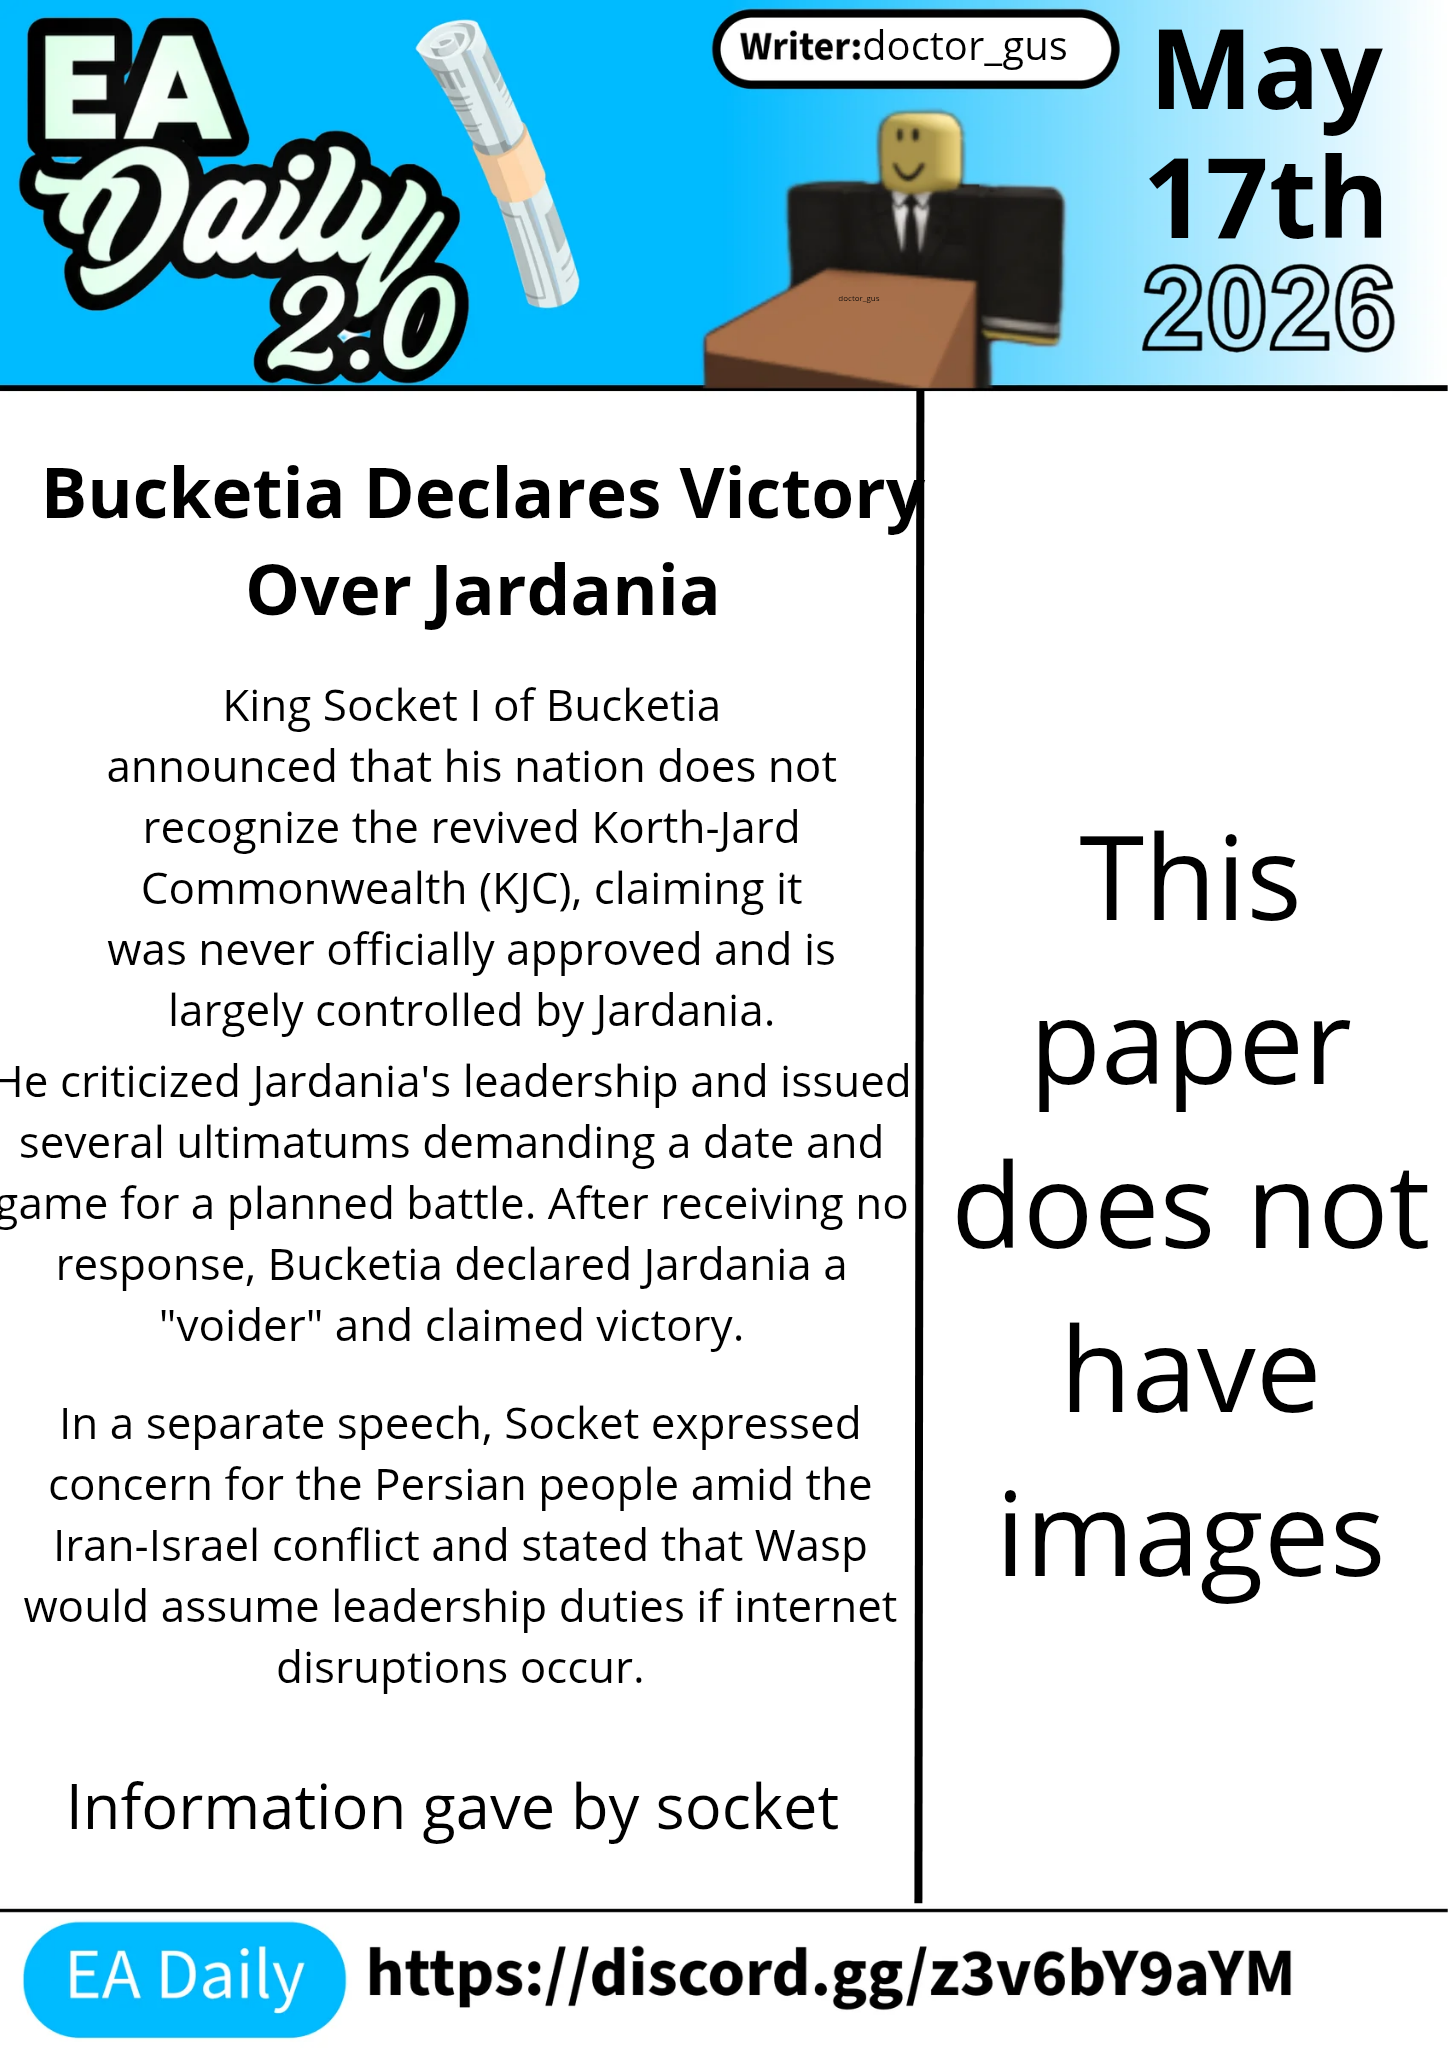 EA
Daily
2.0
Writer:doctor_gus
May
17th
2026
doctor_gus
Bucketia Declares Victory
Over Jardania
King Socket I of Bucketia
announced that his nation does not
recognize the revived Korth-Jard
Commonwealth (KJC), claiming it
was never officially approved and is
largely controlled by Jardania.
He criticized Jardania's leadership and issued
several ultimatums demanding a date and
game for a planned battle. After receiving no
response, Bucketia declared Jardania a
"voider" and claimed victory.
In a separate speech, Socket expressed
concern for the Persian people amid the
Iran-Israel conflict and stated that Wasp
would assume leadership duties if internet
disruptions occur.
Information gave by socket
This
paper
does not
have
images
EA Daily
https://discord.gg/z3v6bY9aYM